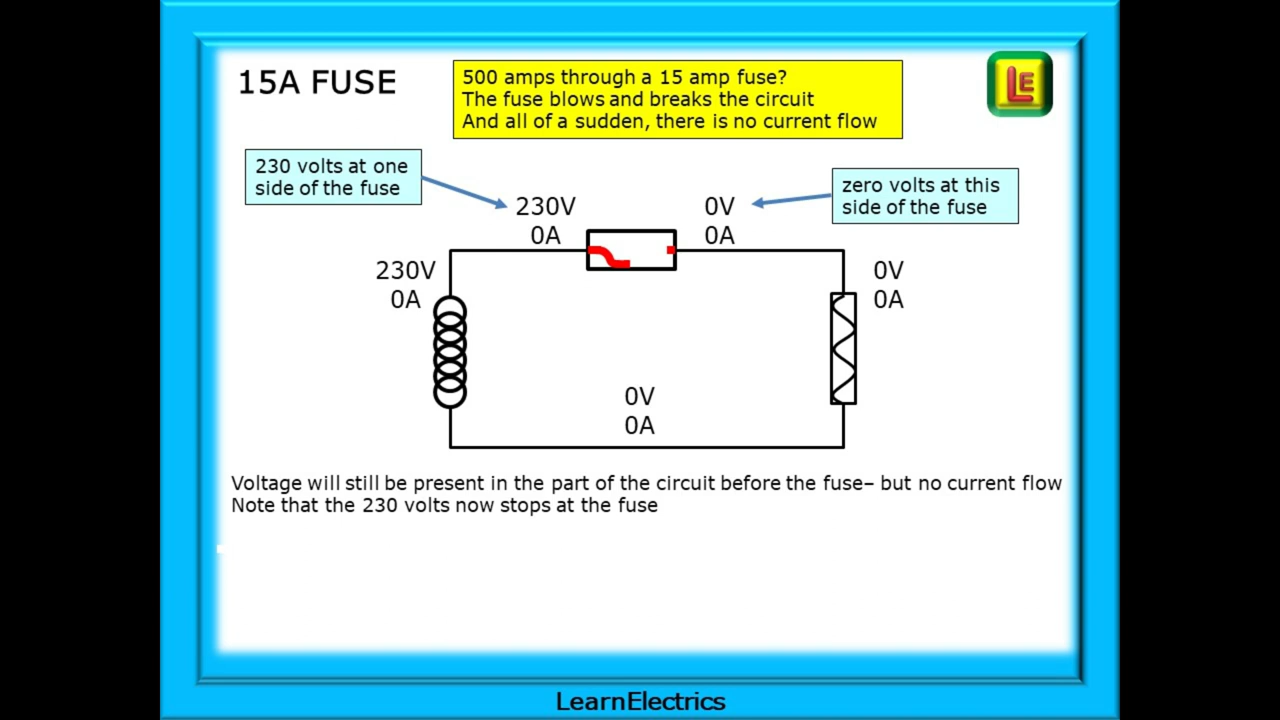 15A FUSE
500 amps through a 15 amp fuse?
The fuse blows and breaks the circuit
And all of a sudden, there is no current flow
LE
230 volts at one
side of the fuse
zero volts at this
side of the fuse
230V
0A
0V
0A
230V
0A
0V
0A
0V
0A
Voltage will still be present in the part of the circuit before the fuse– but no current flow
Note that the 230 volts now stops at the fuse
LearnElectrics